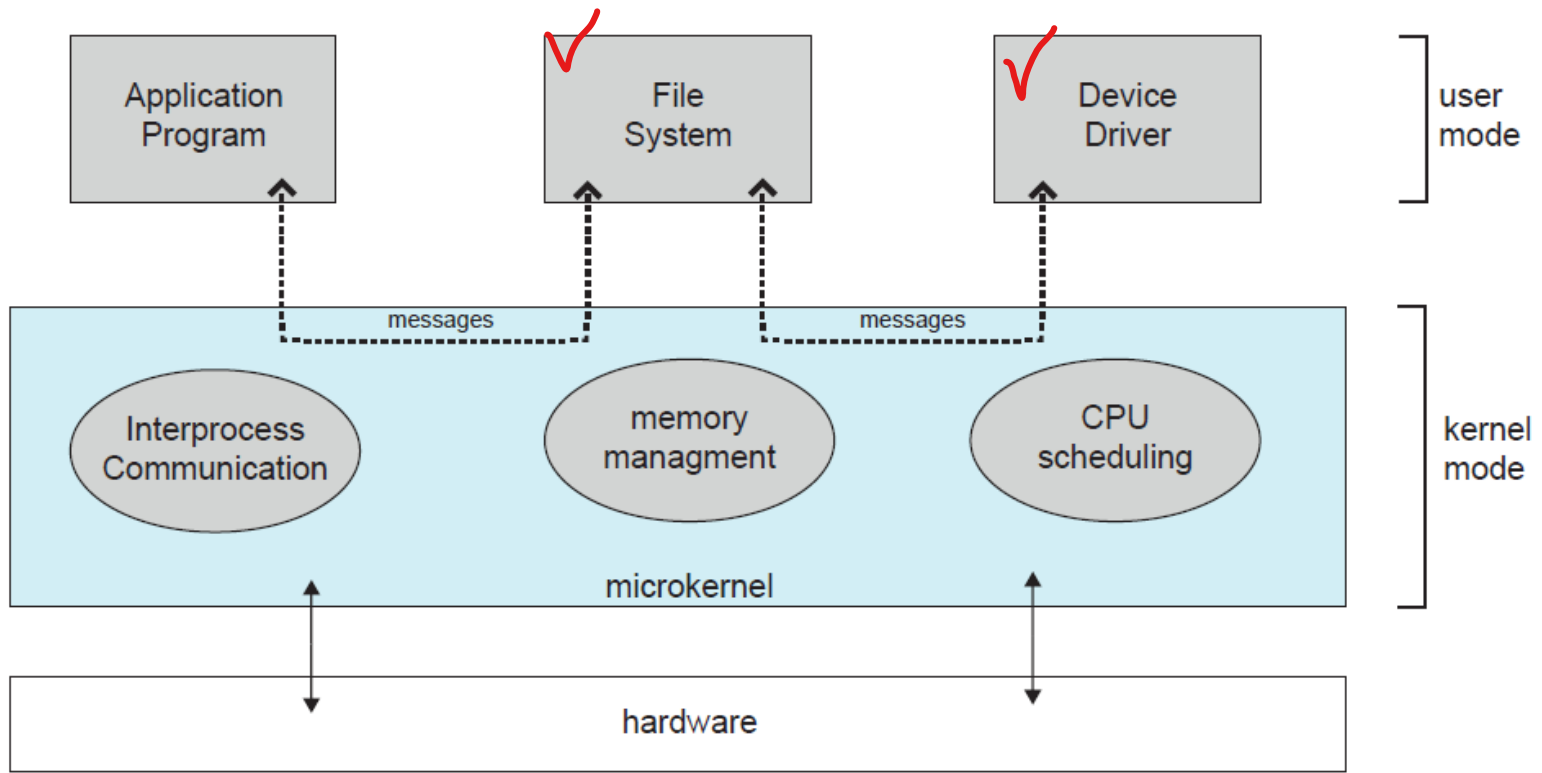 Application
Program
File
System
Device
Driver
user
mode
messages
messages
Interprocess
Communication
memory
managment
CPU
scheduling
kernel
mode
microkernel
hardware